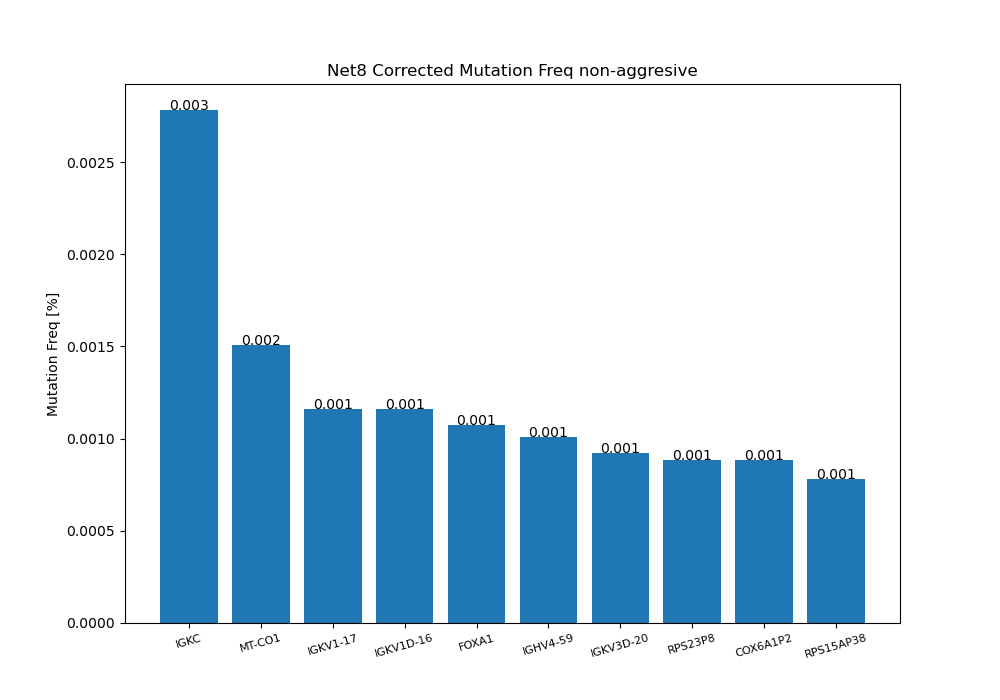 Net8 Corrected Mutation Freq non-aggresive
Mutation Freq [%]
0.0025
0.0020
0.0015
0.0010
0.0005
0.0000
0.003
0.002
0.001
0.001
0.001
0.001
0.001
0.001
0.001
0.001
IGKC
MT-CO1
IGKV1-17
IGKV1D-16
FOXA1
IGHV4-59
IGKV3D-20
RPS23P8
COX6A1P2
RPS15AP38